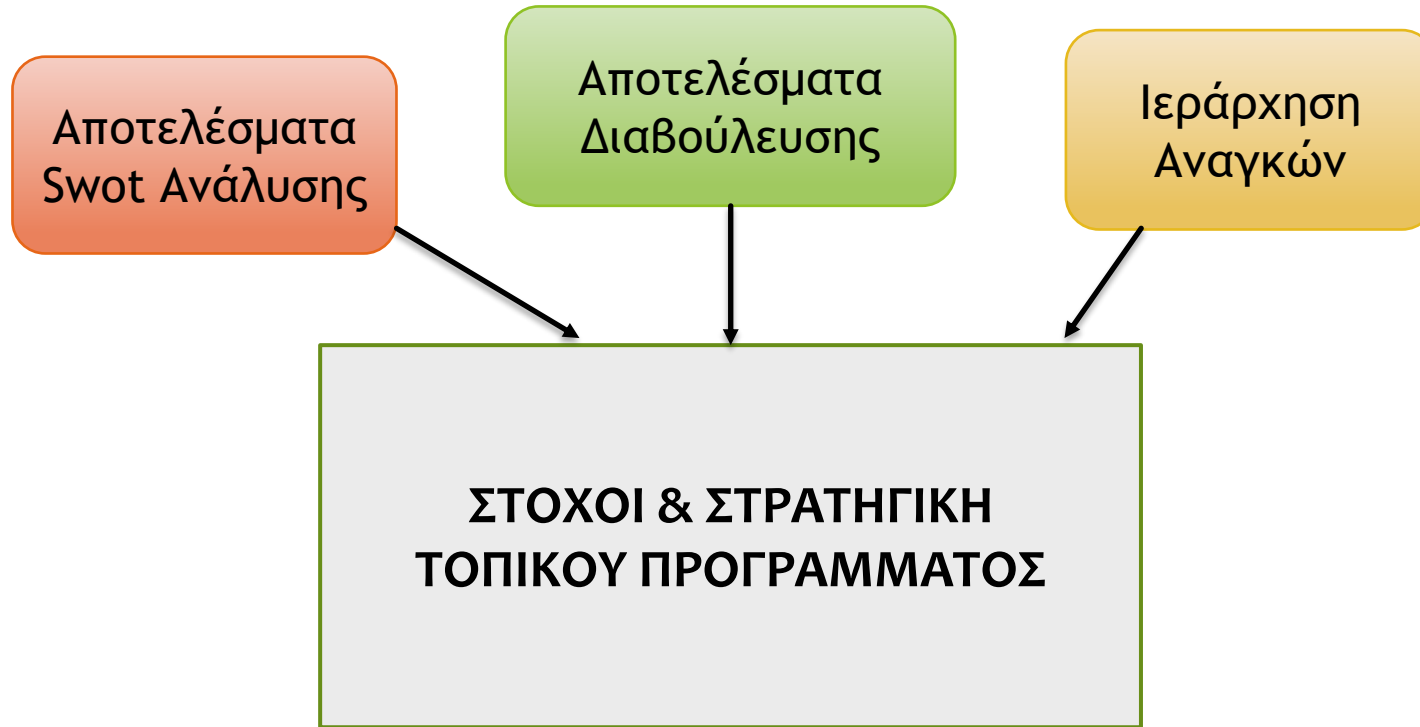 Αποτελέσματα
Swot Ανάλυσης
Αποτελέσματα
Διαβούλευσης
Ιεράρχηση
Αναγκών
ΣΤΟΧΟΙ & ΣΤΡΑΤΗΓΙΚΗ
ΤΟΠΙΚΟΥ ΠΡΟΓΡΑΜΜΑΤΟΣ